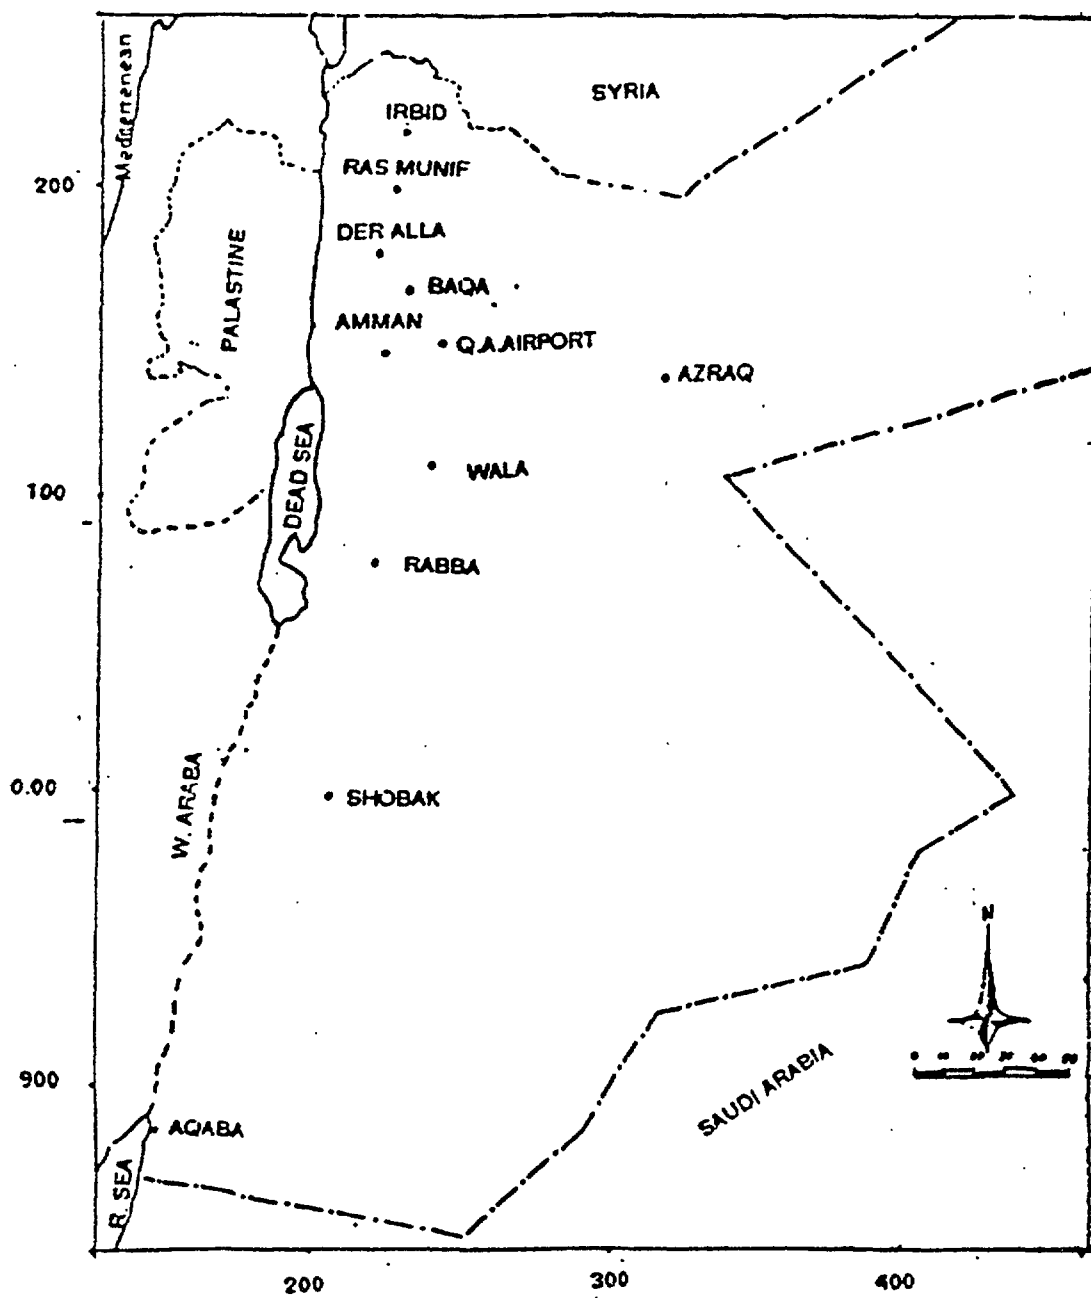 Mediterranean
SYRIA
IRBID
RAS MUNIF
200
DER ALLA
PALASTINE
BAQA
AMMAN
Q.A.AIRPORT
AZRAQ
DEAD SEA
WALA
100
RABBA
W. ARABA
0.00
SHOBAK
N
0
SAUDI ARABIA
900
AQABA
R. SEA
200 300 400